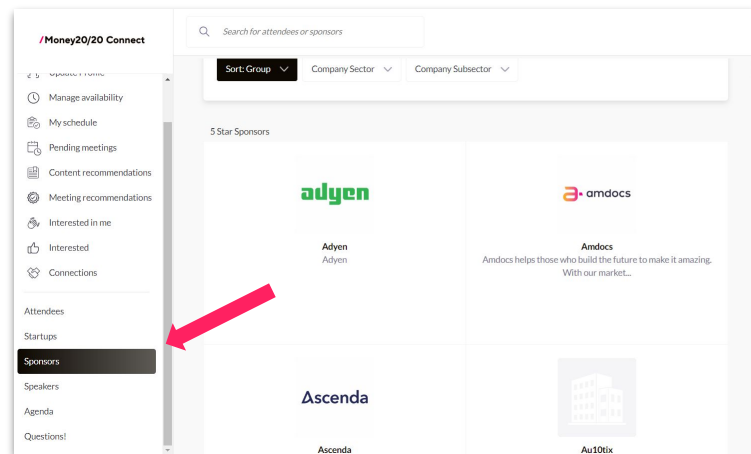 /Money20/20 Connect
Search for attendees or sponsors
Update Profile
Manage availability
My schedule
Pending meetings
Content recommendations
Meeting recommendations
Interested in me
Interested
Connections
Attendees
Startups
Sponsors
Speakers
Agenda
Questions!
Sort: Group
Company Sector
Company Subsector
5 Star Sponsors
adyen
Adyen
Adyen
a amdocs
Amdocs
Amdocs helps those who build the future to make it amazing.
With our market...
Ascenda
Ascenda
Au10tix